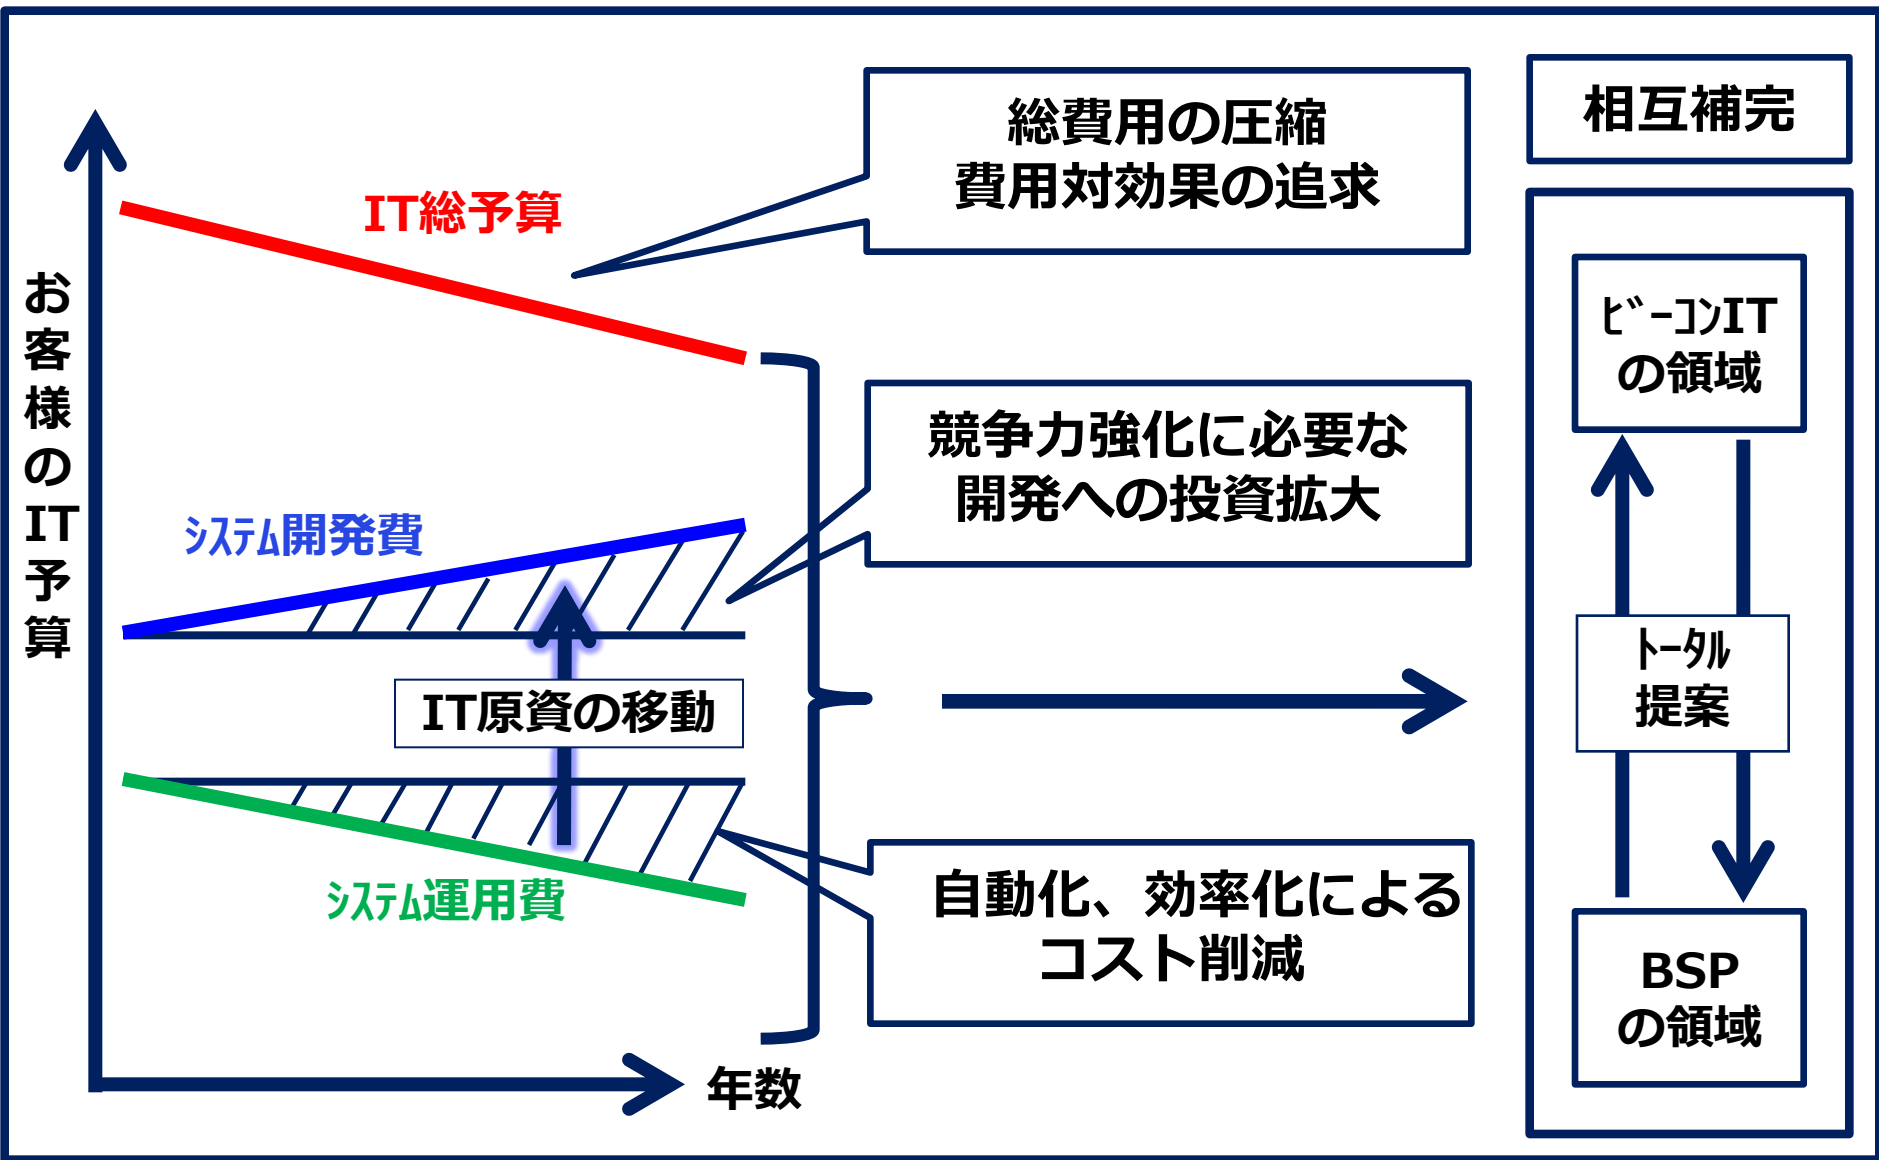 お客様のIT予算
IT総予算
総費用の圧縮
費用対効果の追求
ｼｽﾃﾑ開発費
競争力強化に必要な
開発への投資拡大
IT原資の移動
ｼｽﾃﾑ運用費
自動化、効率化による
コスト削減
年数
相互補完
ﾋﾞｰｺﾝIT
の領域
ﾄｰﾀﾙ
提案
BSP
の領域